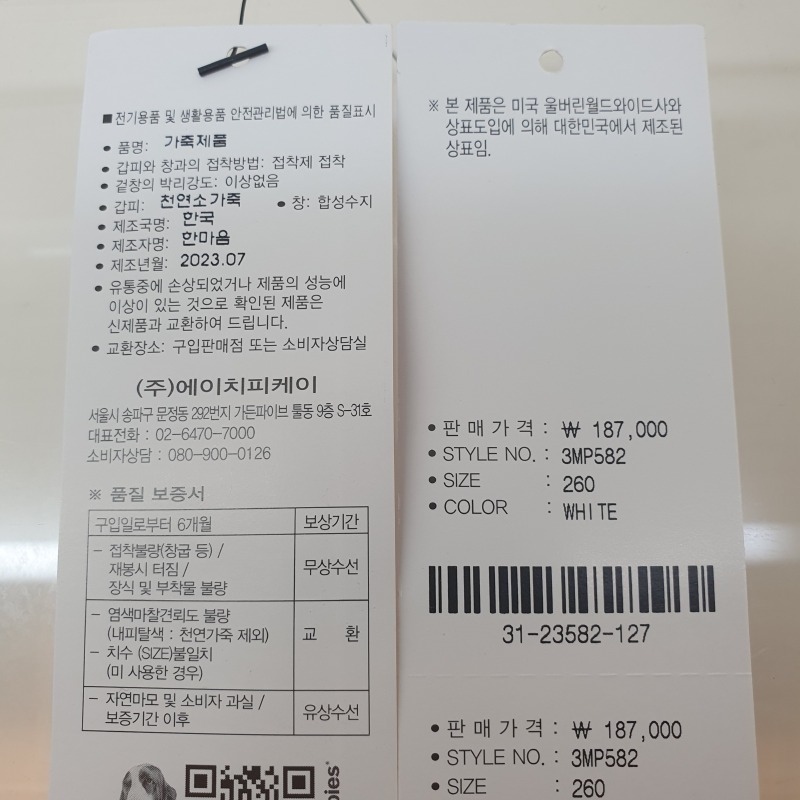 ■ 전기용품 및 생활용품 안전관리법에 의한 품질표시
● 품명: 가죽제품
● 갑피와 창과의 접착방법: 접착제 접착
● 겉창의 박리강도: 이상없음
● 갑피: 천연소가죽 ● 창: 합성수지
● 제조국명: 한국
● 제조자명: 한마음
● 제조년월: 2023.07
● 유통중에 손상되었거나 제품의 성능에
이상이 있는 것으로 확인된 제품은
신제품과 교환하여 드립니다.
● 교환장소: 구입판매점 또는 소비자상담실
(주)에이치피케이
서울시 송파구 문정동 292번지 가든파이브 툴동 9층 S-31호
대표전화 : 02-6470-7000
소비자상담 : 080-900-0126
※ 품질 보증서
구입일로부터 6개월 보상기간
- 접착불량(창굽 등) /
재봉시 터짐 /
장식 및 부착물 불량
무상수선
- 염색마찰견뢰도 불량
(내피탈색 : 천연가죽 제외)
- 치수 (SIZE)불일치
(미 사용한 경우)
교 환
- 자연마모 및 소비자 과실 /
보증기간 이후
유상수선
pies®
※ 본 제품은 미국 울버린월드와이드사와
상표도입에 의해 대한민국에서 제조된
상표임.
● 판매가격 : ₩ 187,000
● STYLE NO. : 3MP582
● SIZE : 260
● COLOR : WHITE
31-23582-127
● 판매가격 : ₩ 187,000
● STYLE NO. : 3MP582
● SIZE : 260